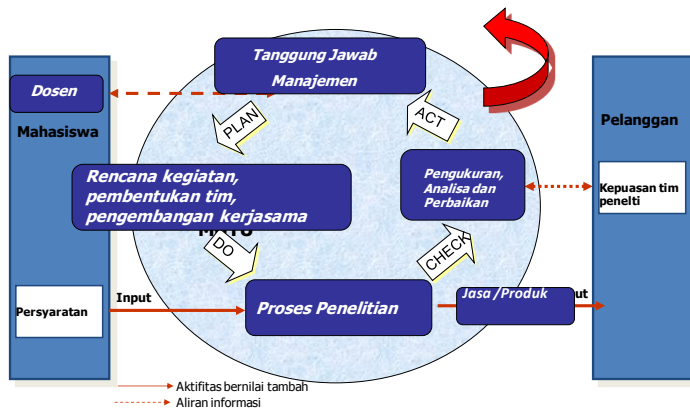 Tanggung Jawab
Manajemen
Dosen
Mahasiswa
Pelanggan
PLAN
ACT
Rencana kegiatan,
pembentukan tim,
pengembangan kerjasama
Pengukuran,
Analisa dan
Perbaikan
Kepuasan tim
penelti
DO
CHECK
Persyaratan
Input
Proses Penelitian
Jasa /Produk
Aktifitas bernilai tambah
Aliran informasi